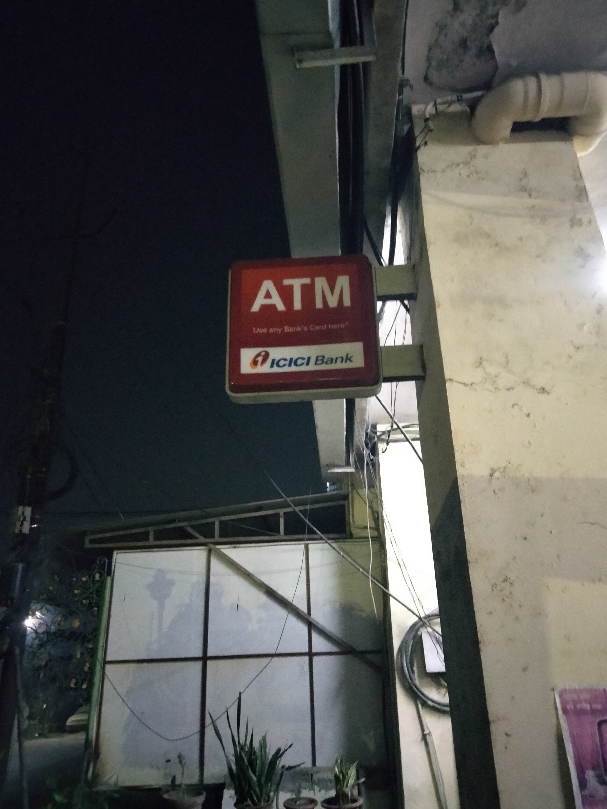 ATM
Use any Bank's Card here*
ICICI Bank